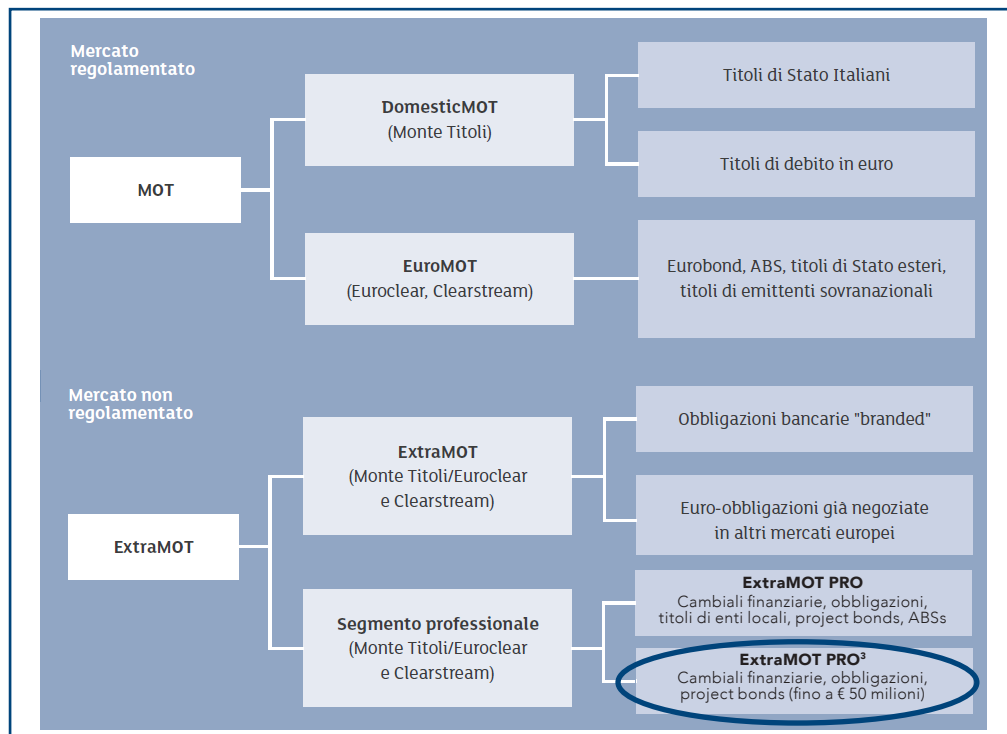 Mercato
regolamentato
MOT
DomesticMOT
(Monte Titoli)
Titoli di Stato Italiani
Titoli di debito in euro
EuroMOT
(Euroclear, Clearstream)
Eurobond, ABS, titoli di Stato esteri,
titoli di emittenti sovranazionali
Mercato non
regolamentato
ExtraMOT
ExtraMOT
(Monte Titoli/Euroclear
e Clearstream)
Obbligazioni bancarie "branded"
Euro-obbligazioni già negoziate
in altri mercati europei
Segmento professionale
(Monte Titoli/Euroclear
e Clearstream)
ExtraMOT PRO
Cambiali finanziarie, obbligazioni,
titoli di enti locali, project bonds, ABSs
ExtraMOT PRO³
Cambiali finanziarie, obbligazioni,
project bonds (fino a € 50 milioni)